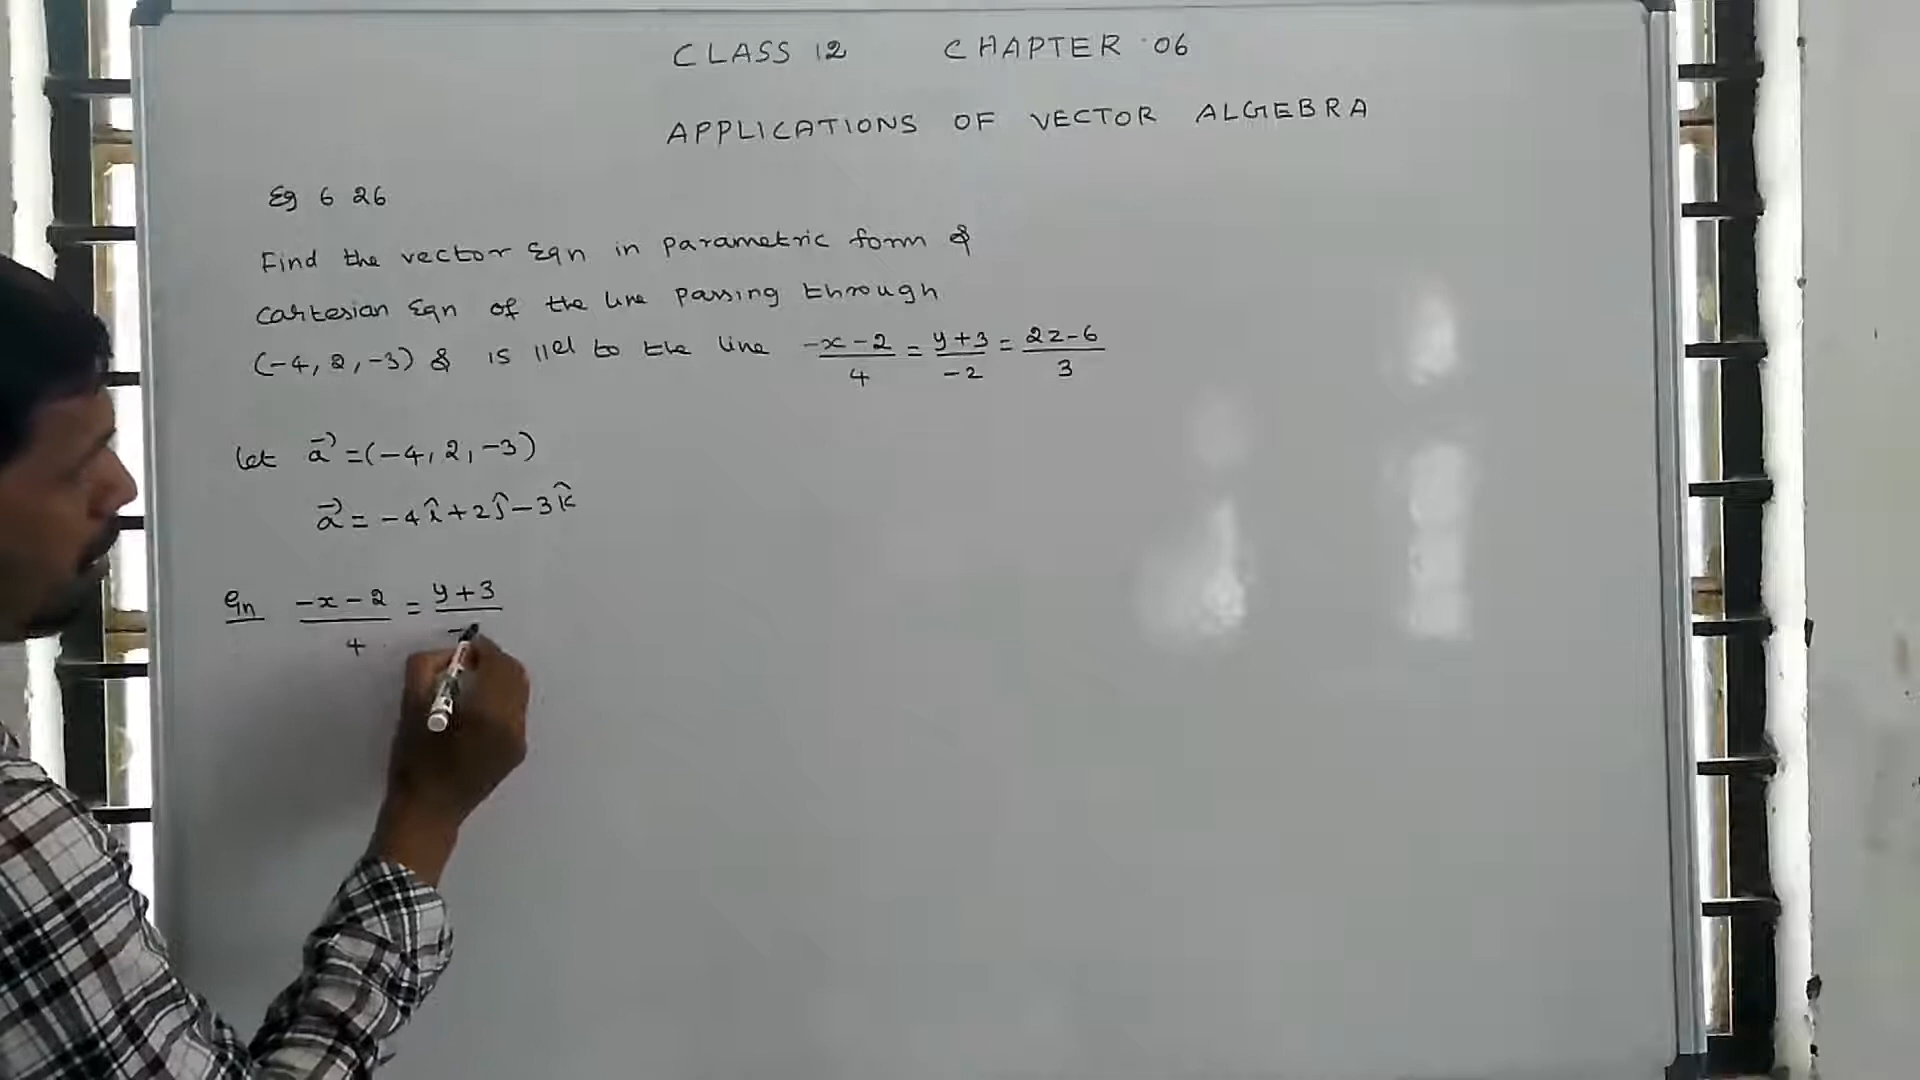 CLASS 12 CHAPTER 06
APPLICATIONS OF VECTOR ALGEBRA
Eg 6 26
Find the vector Eqn in parametric form &
cartesian Eqn of the line passing through
(-4, 2, -3) & is 11el to the line -x-2/4 = y+3/-2 = 2z-6/3
let a⃗ = (-4, 2, -3)
a⃗ = -4î+2ĵ-3k̂
Gn -x-2/4 = y+3/-